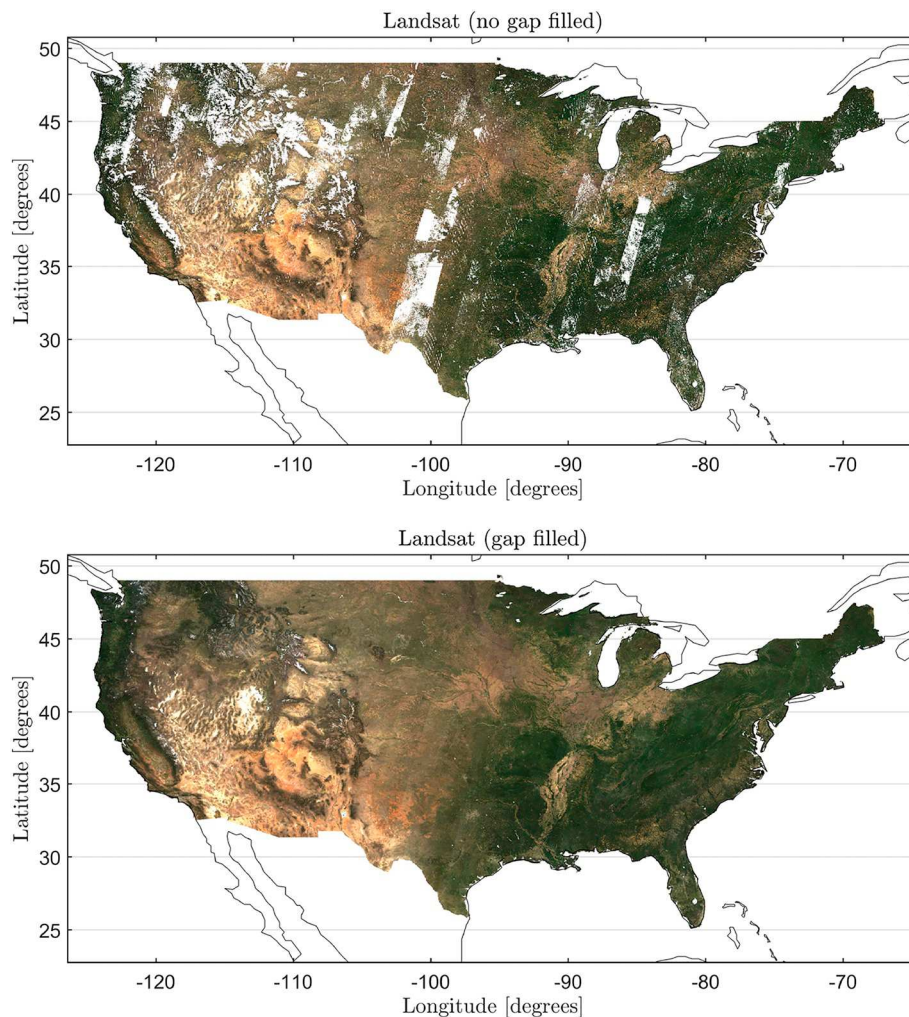 Landsat (no gap filled)
50
45
40
35
30
25
Latitude [degrees]
-120 -110 -100 -90 -80 -70
Longitude [degrees]
Landsat (gap filled)
50
45
40
35
30
25
Latitude [degrees]
-120 -110 -100 -90 -80 -70
Longitude [degrees]